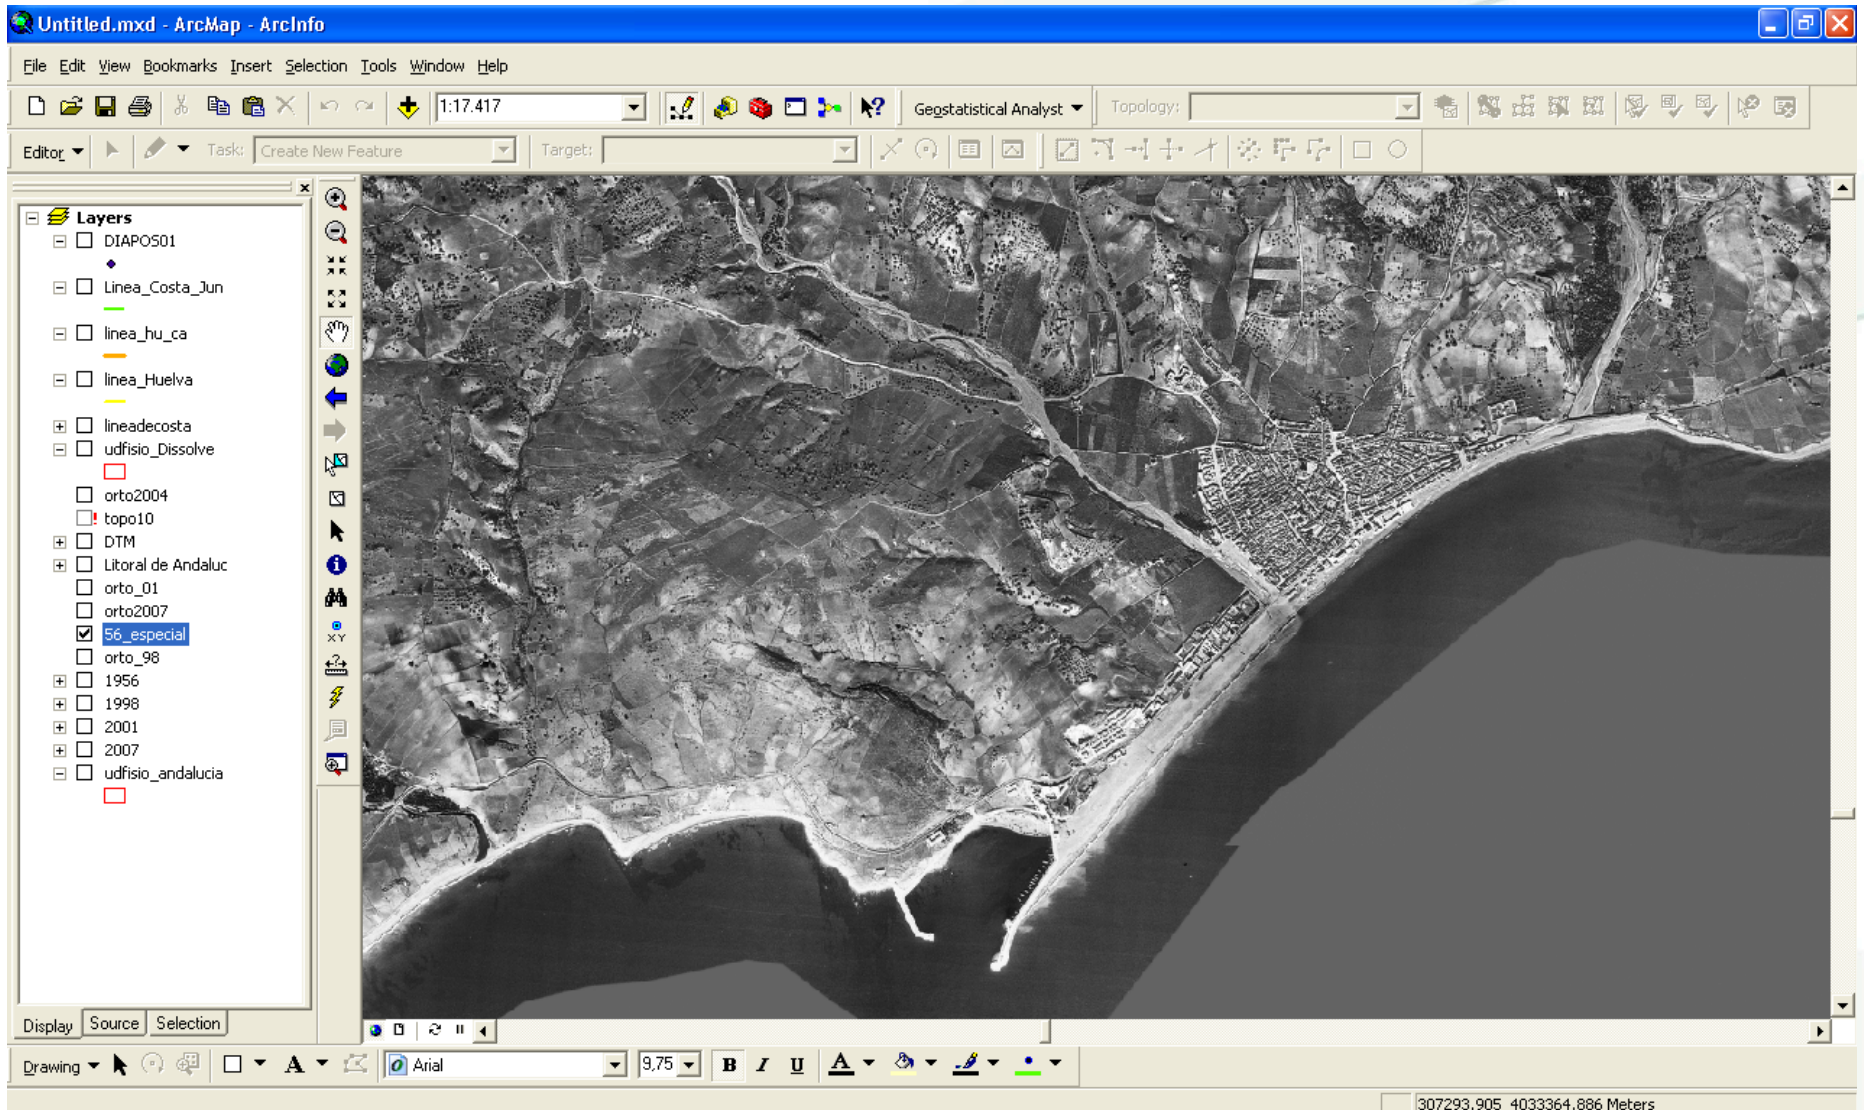 Untitled.mxd - ArcMap - ArcInfo
File Edit View Bookmarks Insert Selection Tools Window Help
1:17.417 Geostatistical Analyst Topology:
Editor Task: Create New Feature Target:
Layers
DIAPOS01
Linea_Costa_Jun
linea_hu_ca
linea_Huelva
lineadecosta
udfisio_Dissolve
orto2004
topo10
DTM
Litoral de Andaluc
orto_01
orto2007
56_especial
orto_98
1956
1998
2001
2007
udfisio_andalucia
Display Source Selection
Drawing A Arial 9,75 B I U A
307293,905 4033364,886 Meters